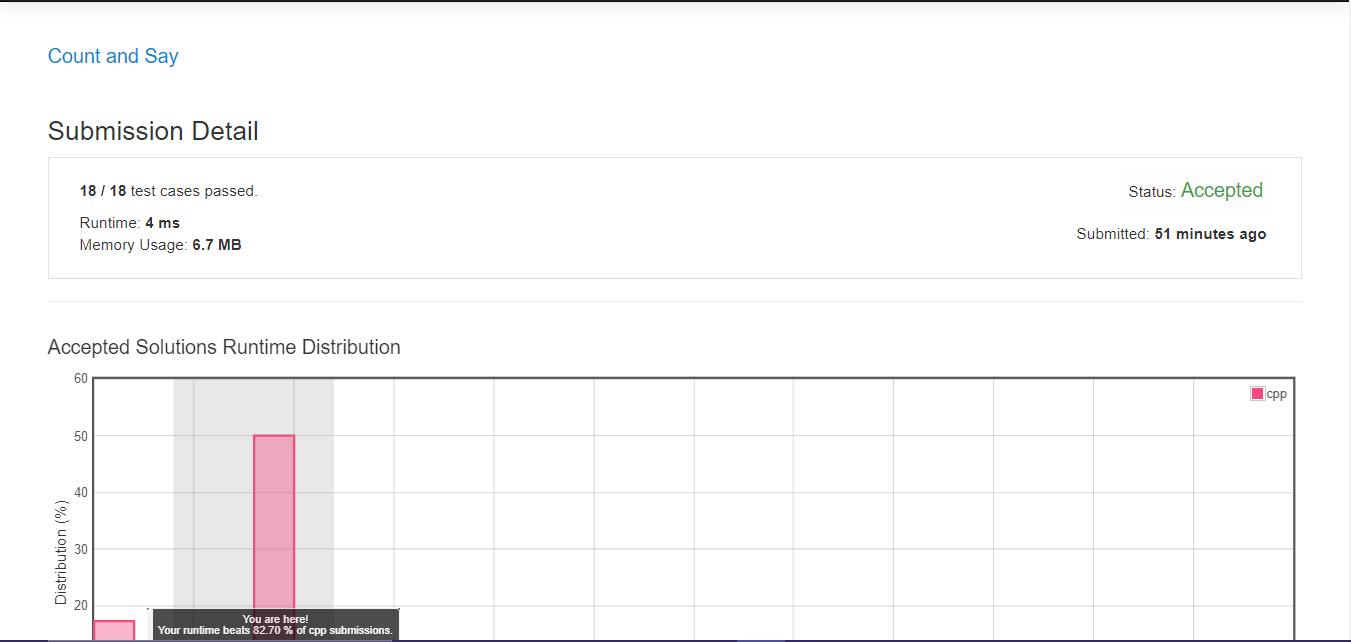 Count and Say
Submission Detail
18 / 18 test cases passed.
Status: Accepted
Runtime: 4 ms
Memory Usage: 6.7 MB
Submitted: 51 minutes ago
Accepted Solutions Runtime Distribution
60
50
40
30
20
Distribution (%)
cpp
You are here!
Your runtime beats 82.70 % of cpp submissions.